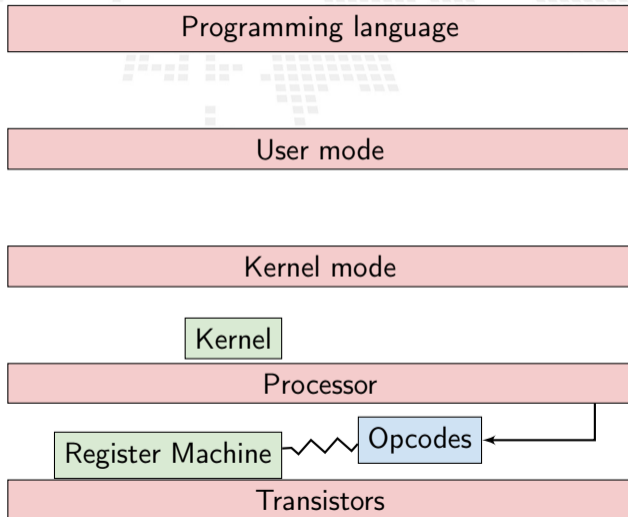 Programming language
User mode
Kernel mode
Kernel
Processor
Opcodes
Register Machine
Transistors